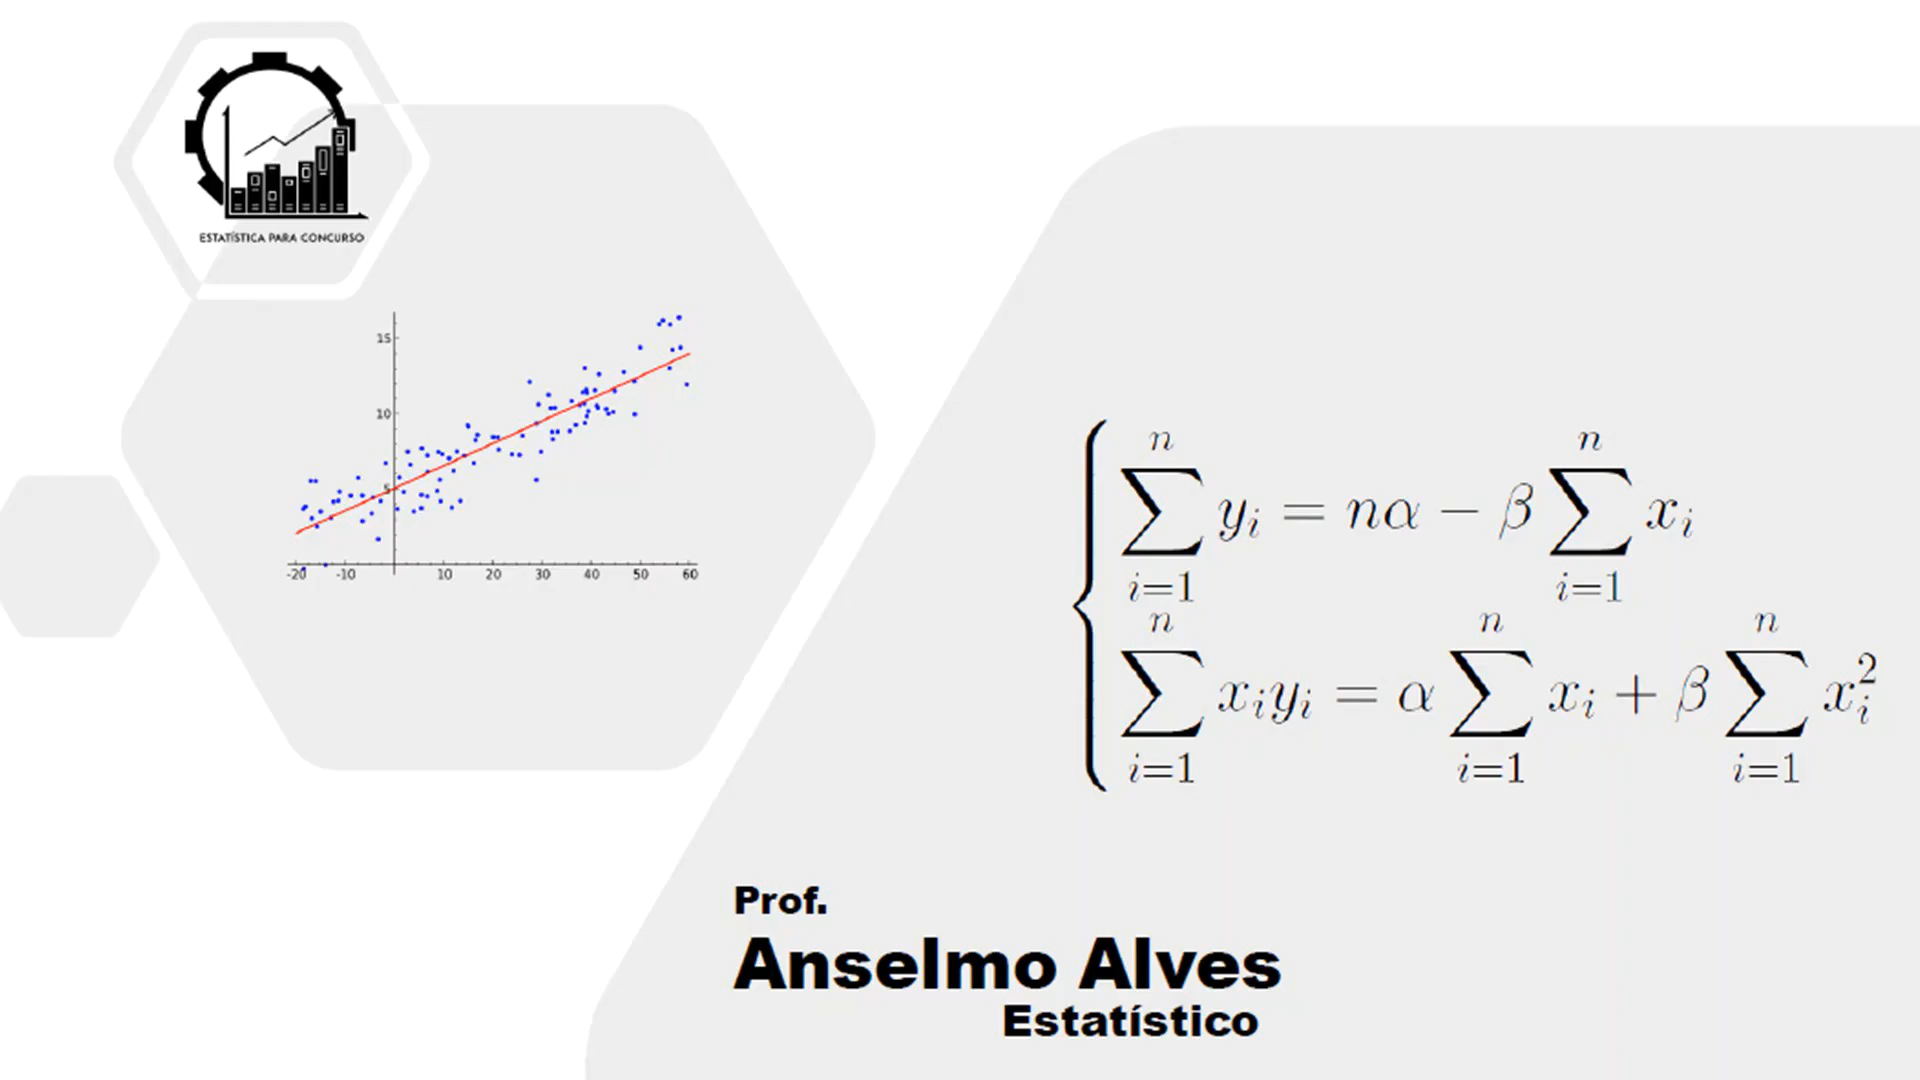 ESTATÍSTICA PARA CONCURSO
15
10
5
-20 -10 10 20 30 40 50 60
n n
∑ yᵢ = nα − β ∑ xᵢ
i=1 i=1
n n n
∑ xᵢyᵢ = α ∑ xᵢ + β ∑ xᵢ²
i=1 i=1 i=1
Prof.
Anselmo Alves
Estatístico